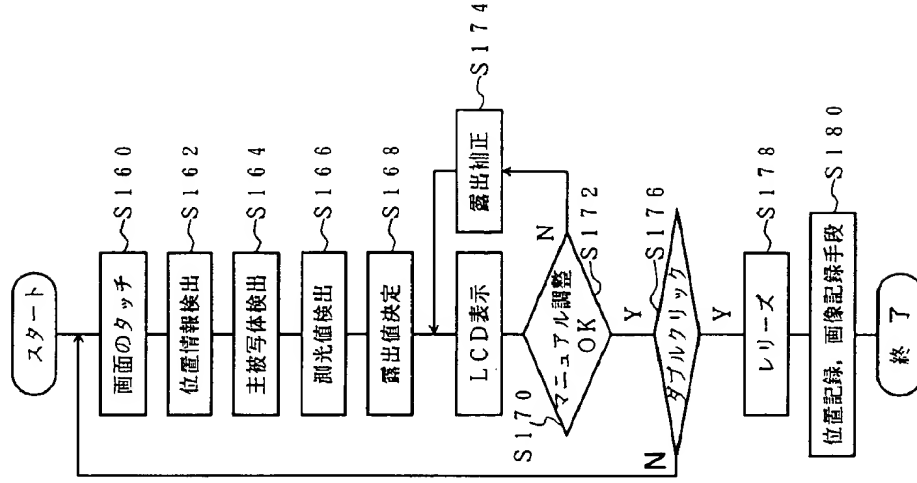 スタート
画面のタッチ
S160
位置情報検出
S162
主被写体検出
S164
測光値検出
S166
露出値決定
S168
LCD表示
S170
露出補正
S174
マニュアル調整
OK
S172
N
Y
ダブルクリック
S176
N
Y
レリーズ
S178
位置記録，画像記録手段
S180
終了